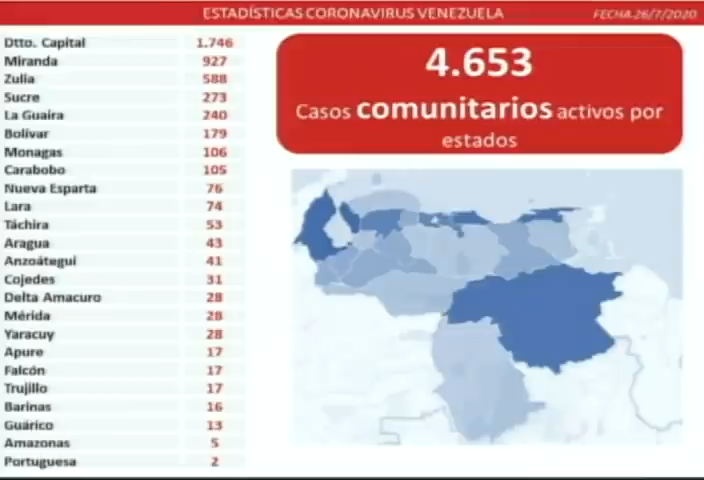 ESTADÍSTICAS CORONAVIRUS VENEZUELA
FECHA:26/7/2020
Dtto. Capital 1.746
Miranda 927
Zulia 588
Sucre 273
La Guaira 240
Bolívar 179
Monagas 106
Carabobo 105
Nueva Esparta 76
Lara 74
Táchira 53
Aragua 43
Anzoátegui 41
Cojedes 31
Delta Amacuro 28
Mérida 28
Yaracuy 28
Apure 17
Falcón 17
Trujillo 17
Barinas 16
Guárico 13
Amazonas 5
Portuguesa 2
4.653
Casos comunitarios activos por
estados